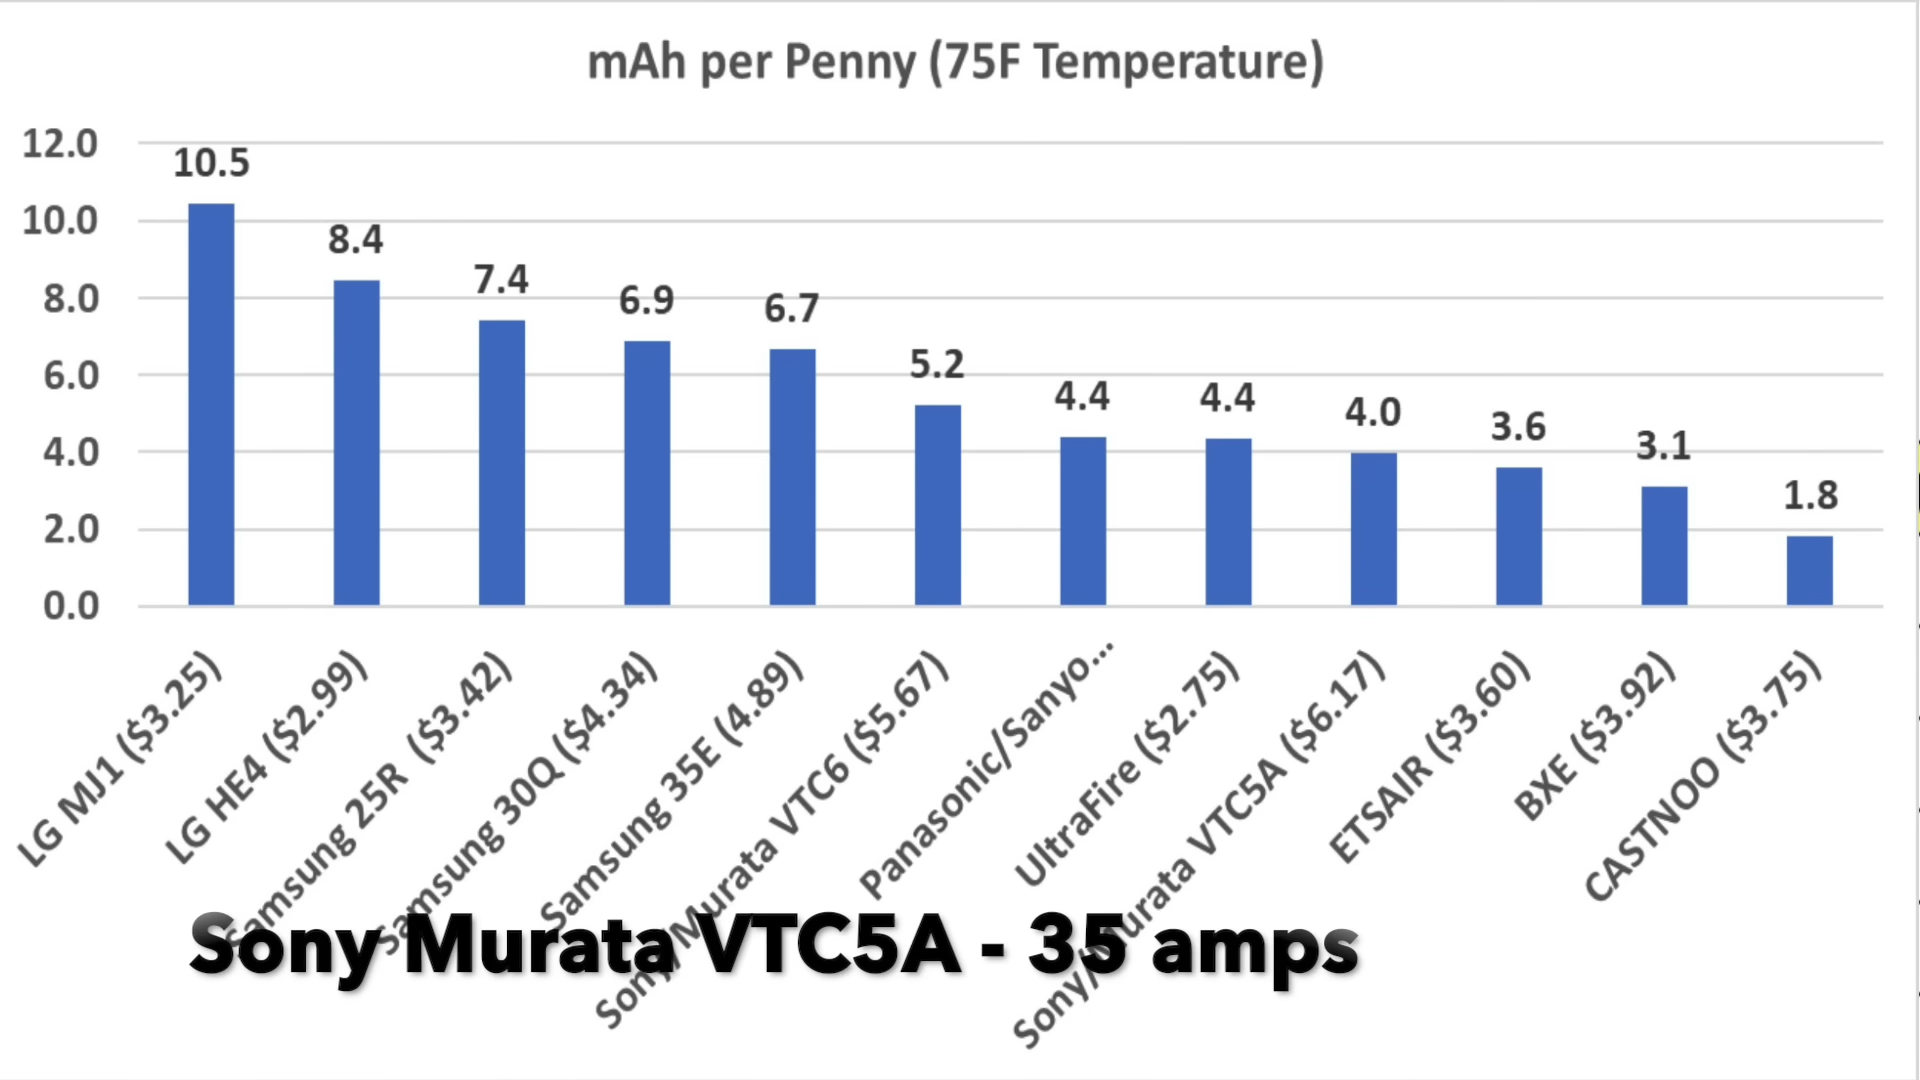 mAh per Penny (75F Temperature)
12.0
10.0
8.0
6.0
4.0
2.0
0.0
10.5
8.4
7.4
6.9
6.7
5.2
4.4
4.4
4.0
3.6
3.1
1.8
LG MJ1 ($3.25)
LG HE4 ($2.99)
Samsung 25R ($3.42)
Samsung 30Q ($4.34)
Samsung 35E (4.89)
Sony/Murata VTC6 ($5.67)
Panasonic/Sanyo...
UltraFire ($2.75)
Sony/Murata VTC5A ($6.17)
ETSAIR ($3.60)
BXE ($3.92)
CASTNOO ($3.75)
Sony Murata VTC5A - 35 amps